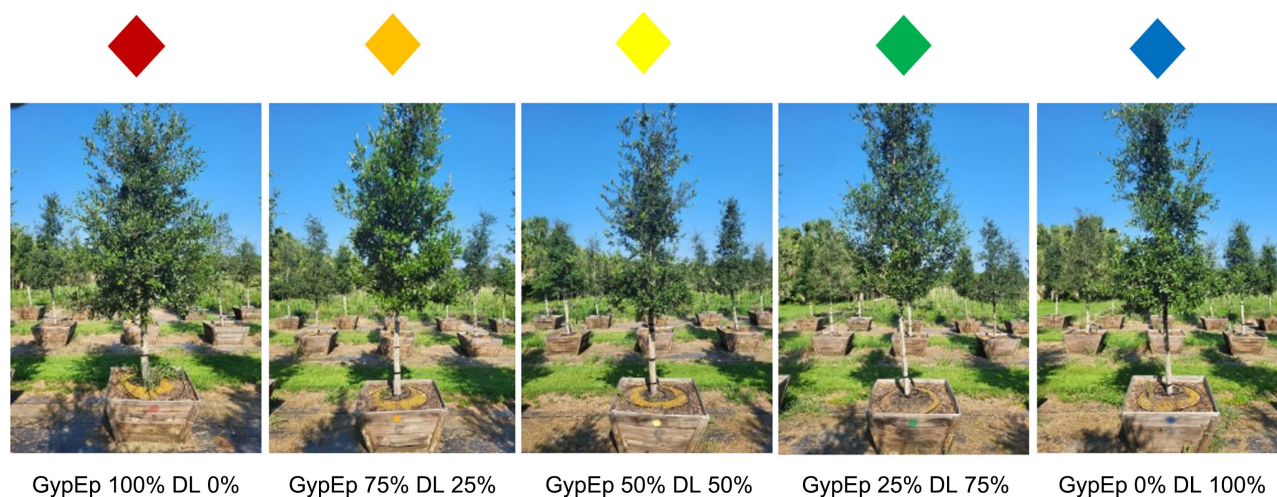 GypEp 100% DL 0%
GypEp 75% DL 25%
GypEp 50% DL 50%
GypEp 25% DL 75%
GypEp 0% DL 100%